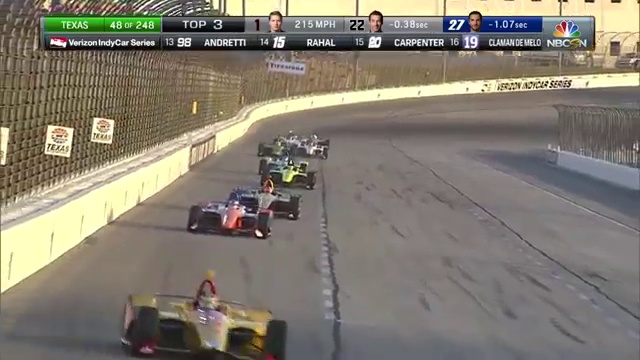 TEXAS 48 OF 248 TOP 3 1 215 MPH 22 -0.38sec 27 -1.07sec
Verizon IndyCar Series 13 98 ANDRETTI 14 15 RAHAL 15 20 CARPENTER 16 19 CLAMAN DE MELO NBCSN
Firestone
VERIZON INDYCAR SERIES
TEXAS
TEXAS